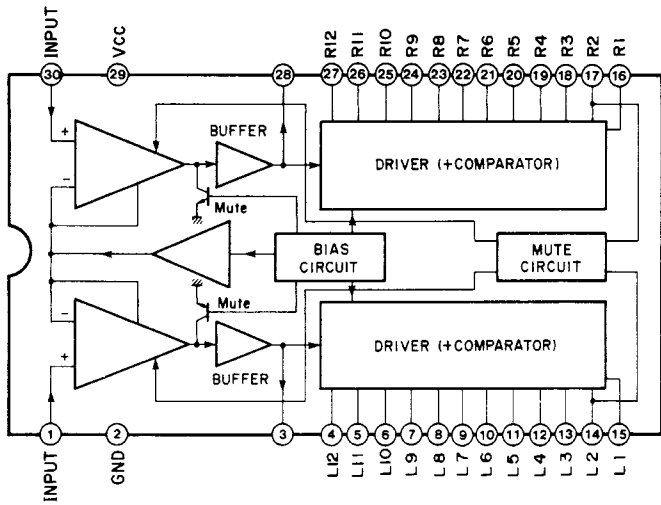 INPUT VCC R12 R11 R10 R9 R8 R7 R6 R5 R4 R3 R2 R1
30 29 28 27 26 25 24 23 22 21 20 19 18 17 16
+
BUFFER
DRIVER (+COMPARATOR)
−
Mute
BIAS CIRCUIT
MUTE CIRCUIT
Mute
−
DRIVER (+COMPARATOR)
+
BUFFER
1 2 3 4 5 6 7 8 9 10 11 12 13 14 15
INPUT GND L12 L11 L10 L9 L8 L7 L6 L5 L4 L3 L2 L1